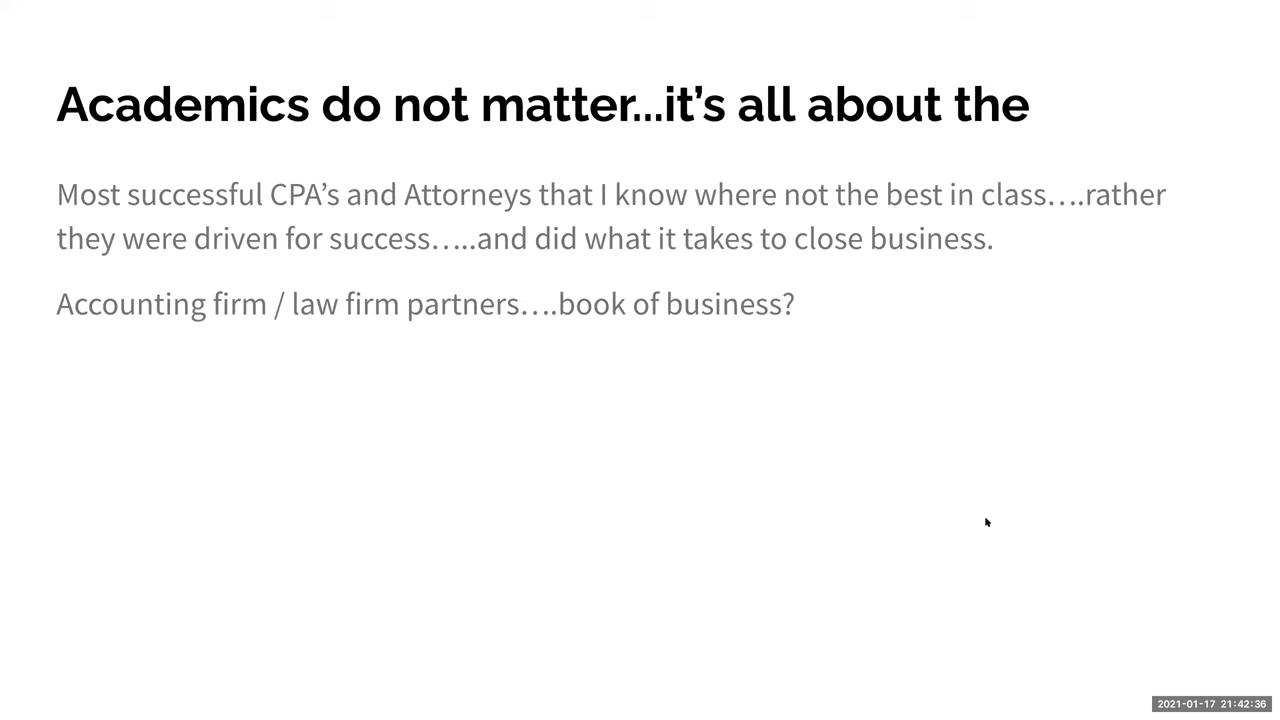 Academics do not matter...it’s all about the
Most successful CPA’s and Attorneys that I know where not the best in class….rather
they were driven for success…..and did what it takes to close business.
Accounting firm / law firm partners….book of business?
2021-01-17 21:42:36